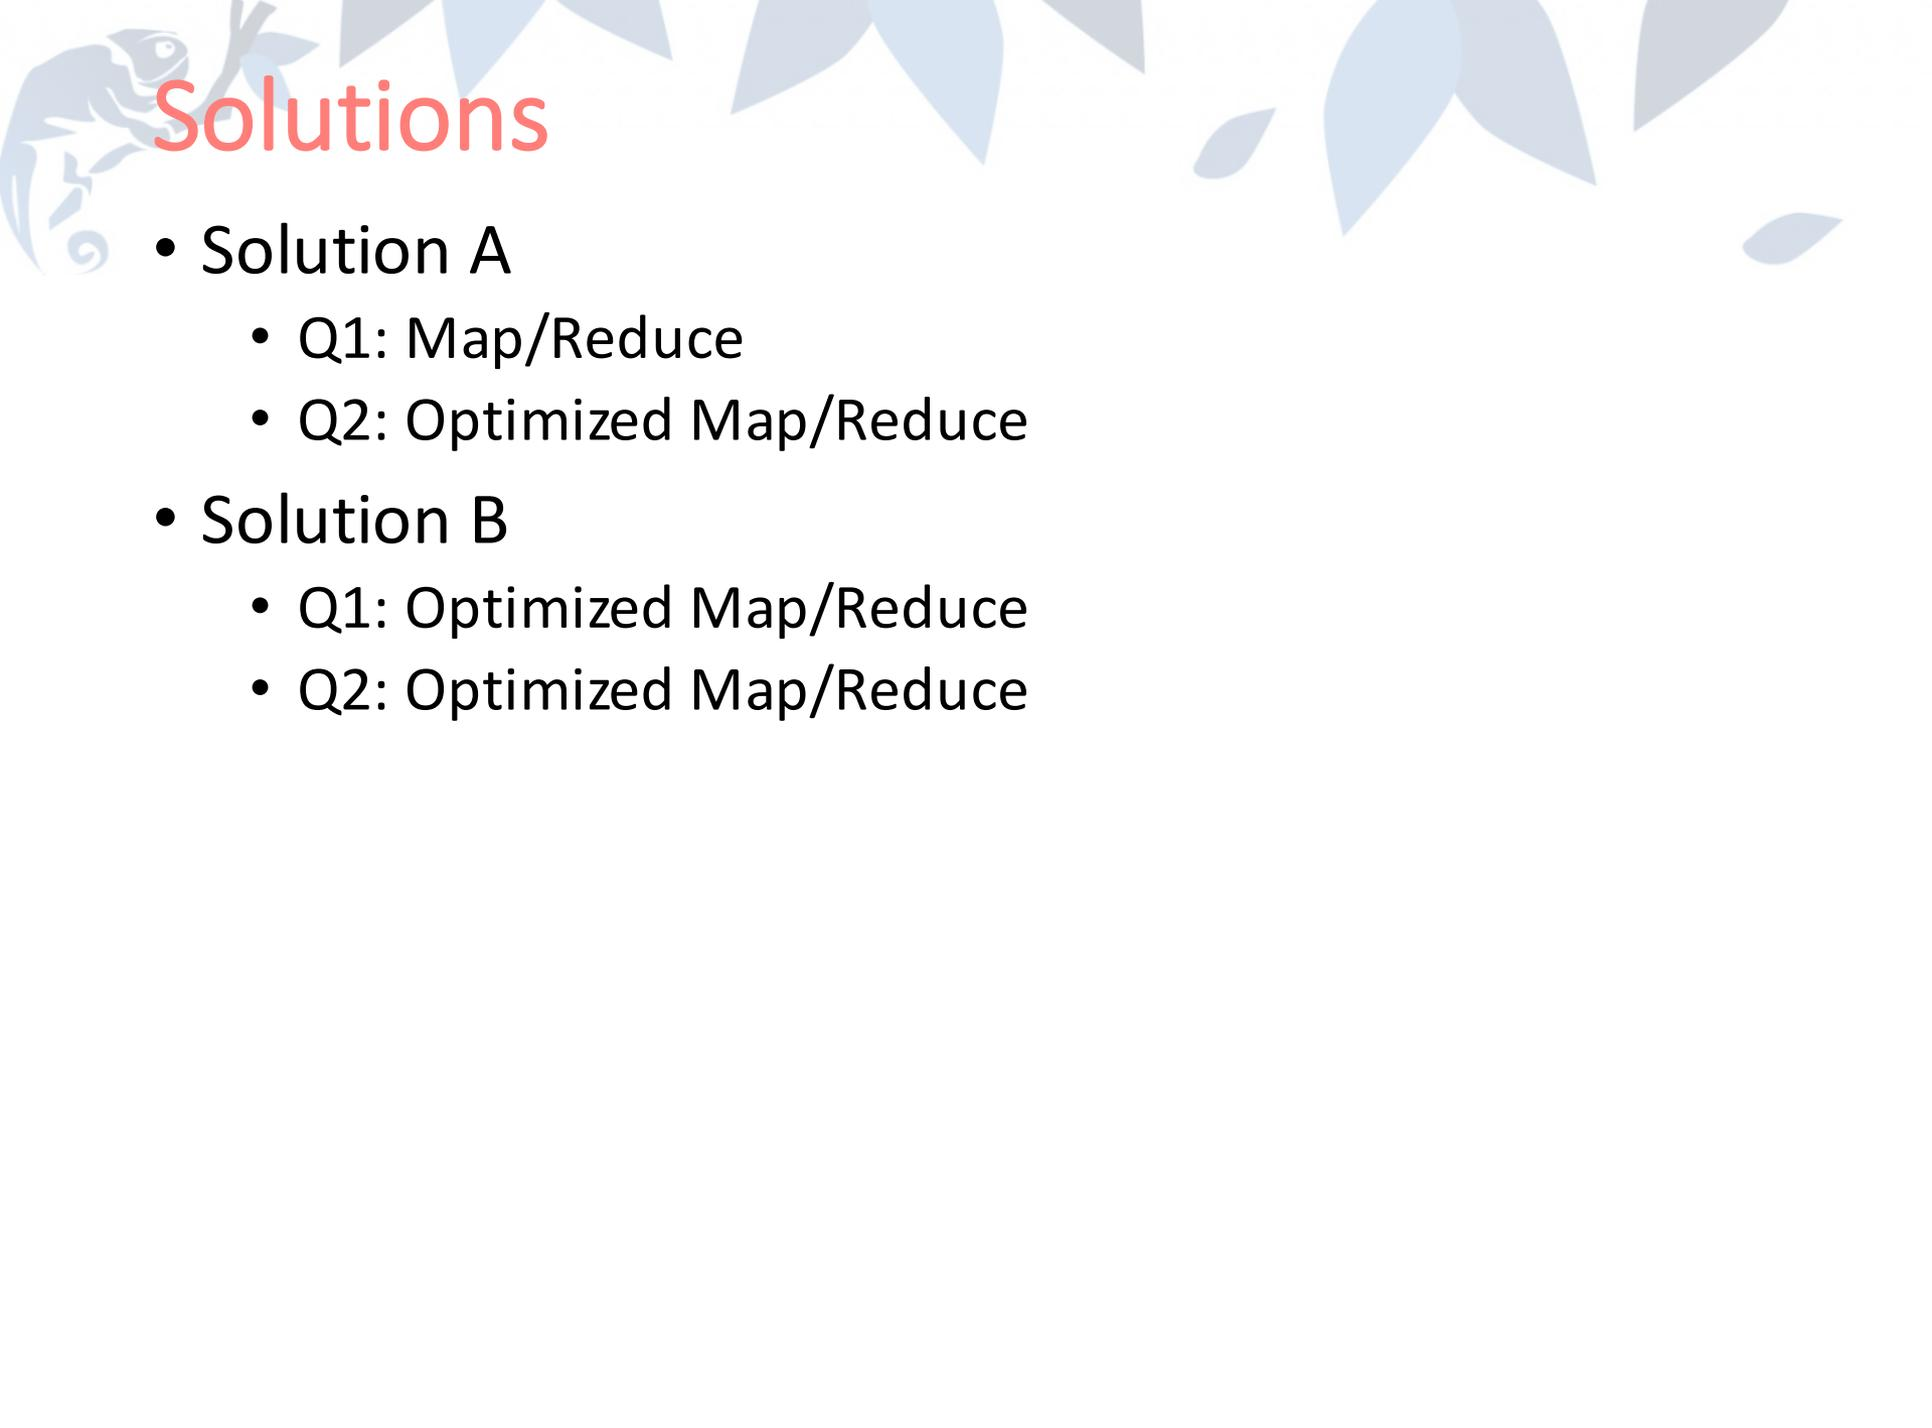 Solutions
• Solution A
• Q1: Map/Reduce
• Q2: Optimized Map/Reduce
• Solution B
• Q1: Optimized Map/Reduce
• Q2: Optimized Map/Reduce